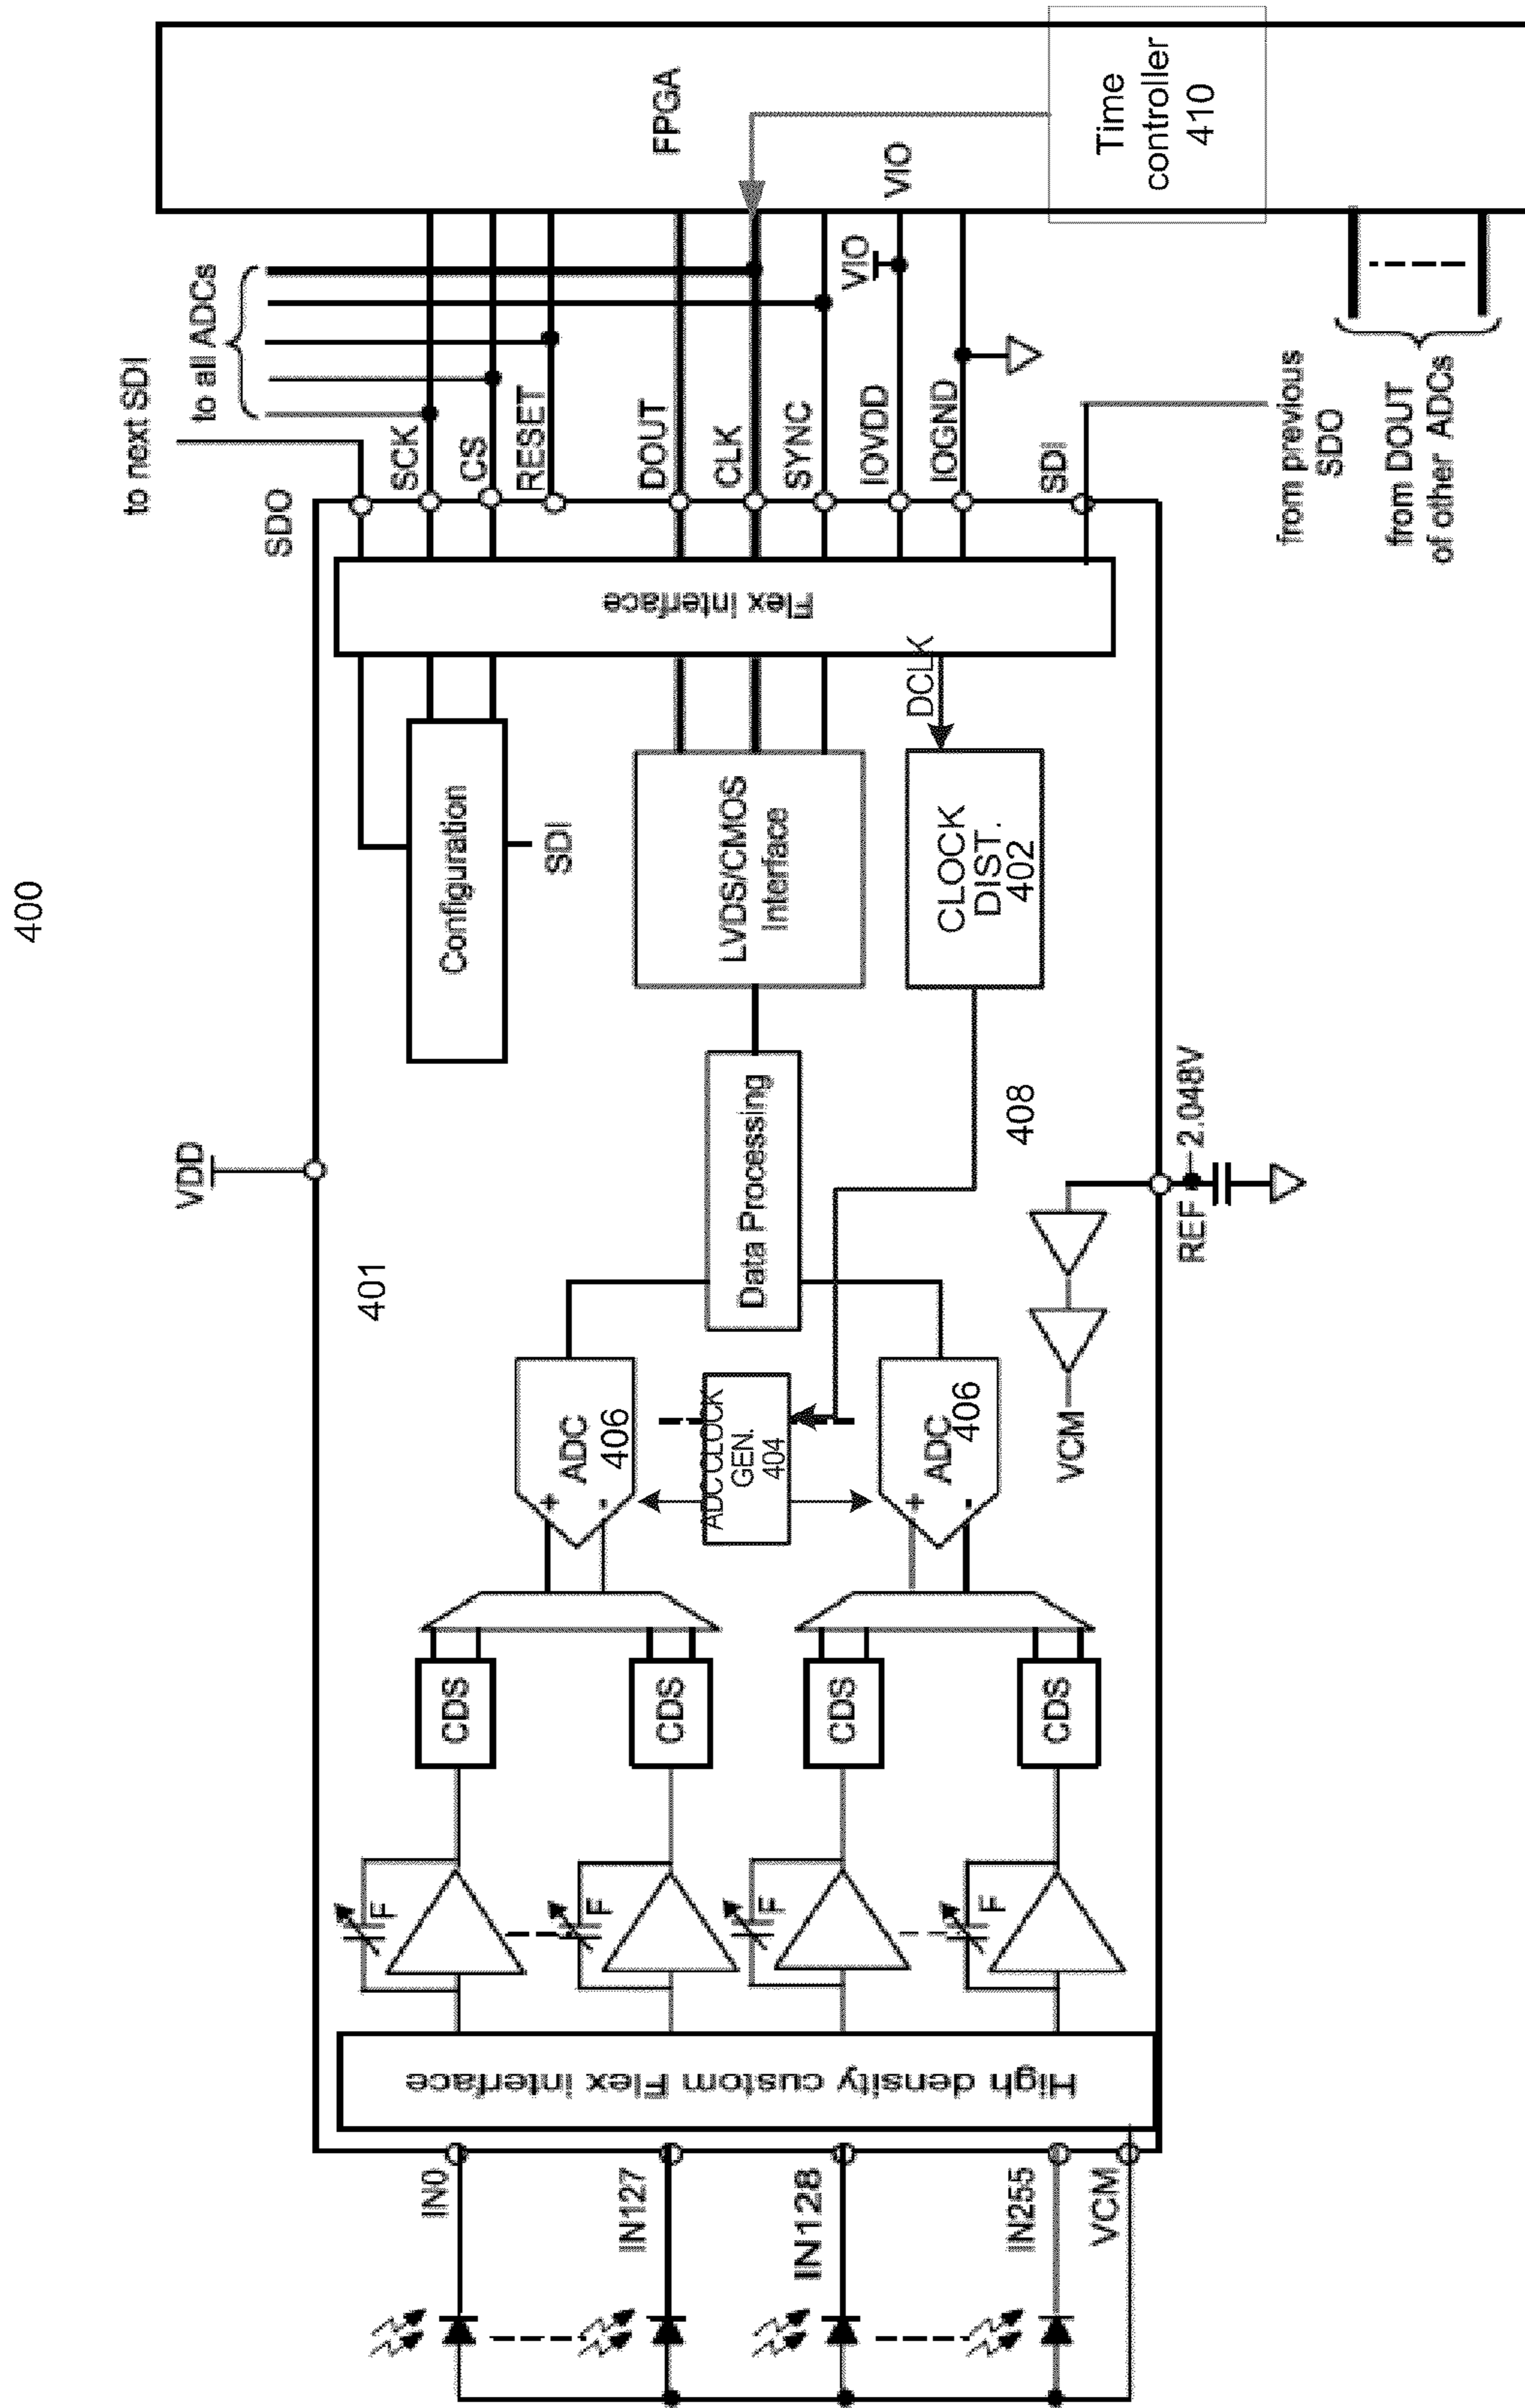 400
VDD
401
to next SDI
to all ADCs
SDO
SCK
CS
RESET
DOUT
CLK
SYNC
IOVDD
IOGND
SDI
VIO
VIO
FPGA
Time
controller
410
from previous
SDO
from DOUT
of other ADCs
Flex interface
Configuration
SDI
LVDS/CMOS
Interface
DCLK
CLOCK
DIST.
402
Data Processing
408
ADC
406
ADC CLOCK
GEN.
404
ADC
406
+
-
+
-
VCM
REF
2.048V
CDS
CDS
CDS
CDS
F
F
F
F
High density custom Flex interface
IN0
IN127
IN128
IN255
VCM